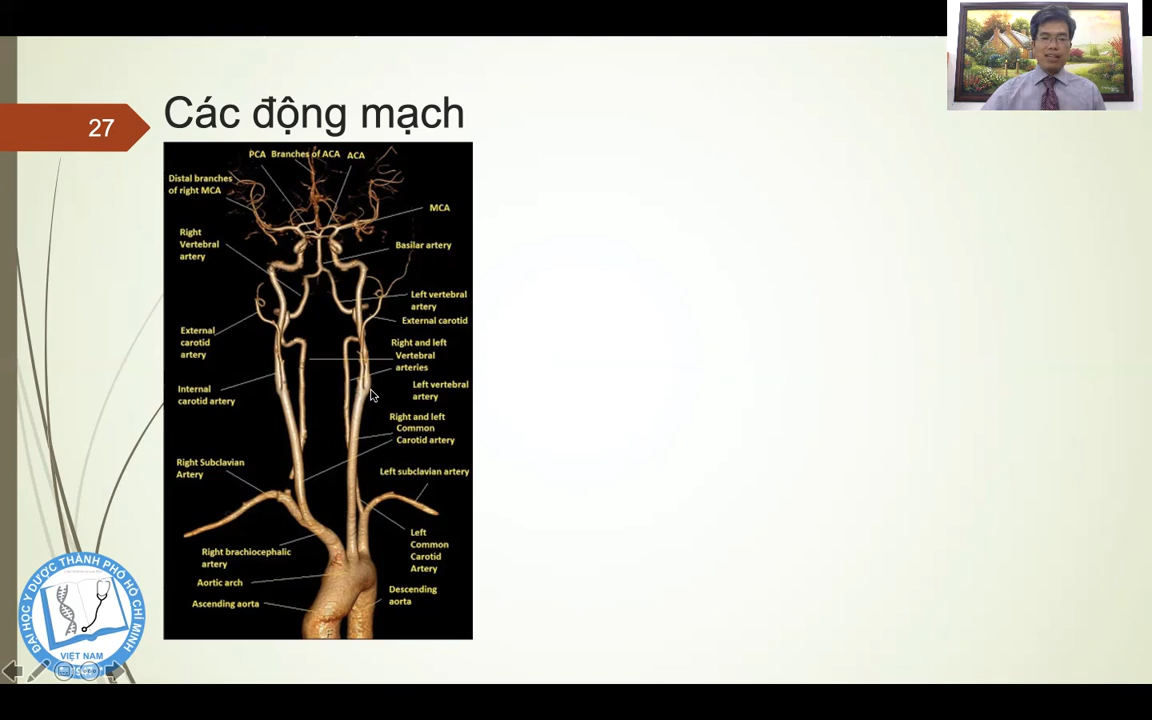 27
Các động mạch
PCA Branches of ACA ACA
Distal branches
of right MCA
MCA
Right
Vertebral
artery
Basilar artery
Left vertebral
artery
External carotid
External
carotid
artery
Right and left
Vertebral
arteries
Internal
carotid artery
Left vertebral
artery
Right and left
Common
Carotid artery
Right Subclavian
Artery
Left subclavian artery
Left
Common
Carotid
Artery
Right brachiocephalic
artery
Aortic arch
Descending
aorta
Ascending aorta
ĐẠI HỌC Y DƯỢC THÀNH PHỐ HỒ CHÍ MINH
VIỆT NAM